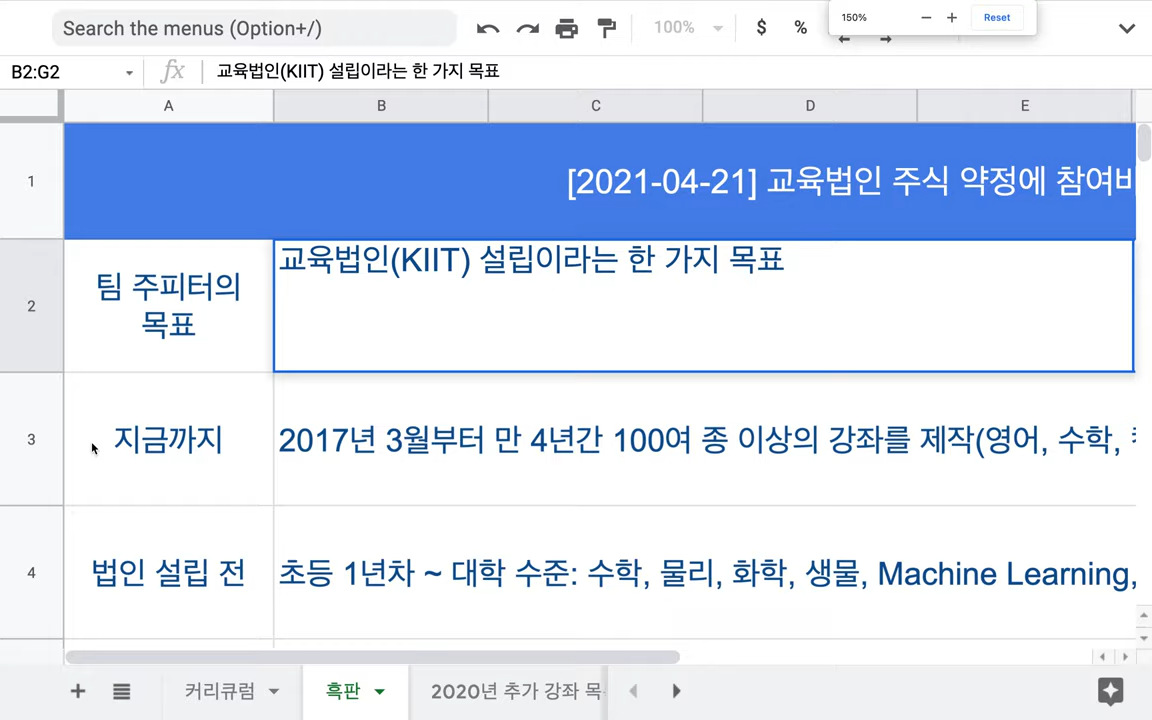 Search the menus (Option+/)
100%
$ %
150%
Reset
B2:G2
fx
교육법인(KIIT) 설립이라는 한 가지 목표
A B C D E
1
[2021-04-21] 교육법인 주식 약정에 참여하
2
팀 주피터의
목표
교육법인(KIIT) 설립이라는 한 가지 목표
3
지금까지
2017년 3월부터 만 4년간 100여 종 이상의 강좌를 제작(영어, 수학,
4
법인 설립 전
초등 1년차 ~ 대학 수준: 수학, 물리, 화학, 생물, Machine Learning,
커리큘럼
흑판
2020년 추가 강좌 목